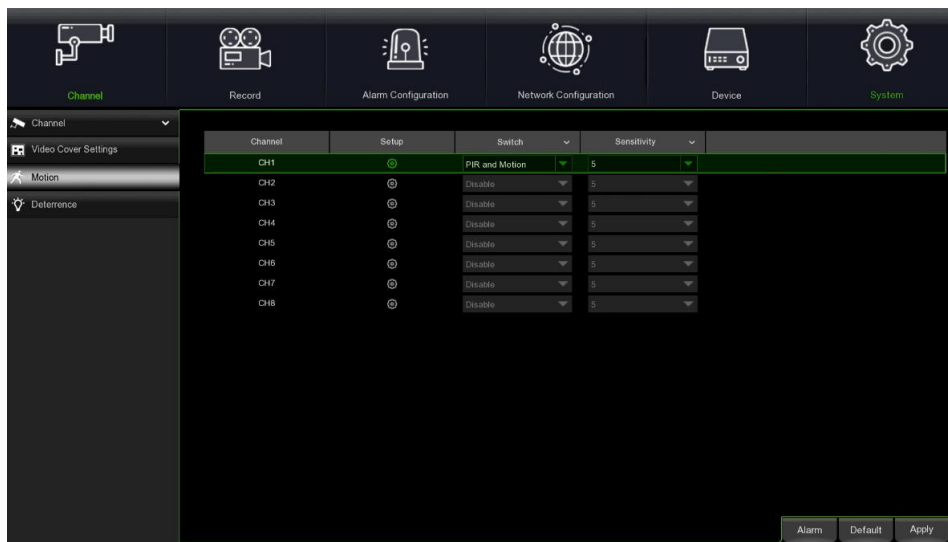 Channel Record Alarm Configuration Network Configuration Device System
Channel
Video Cover Settings
Motion
Deterrence
Channel Setup Switch Sensitivity
CH1 PIR and Motion 5
CH2 Disable 5
CH3 Disable 5
CH4 Disable 5
CH5 Disable 5
CH6 Disable 5
CH7 Disable 5
CH8 Disable 5
Alarm Default Apply